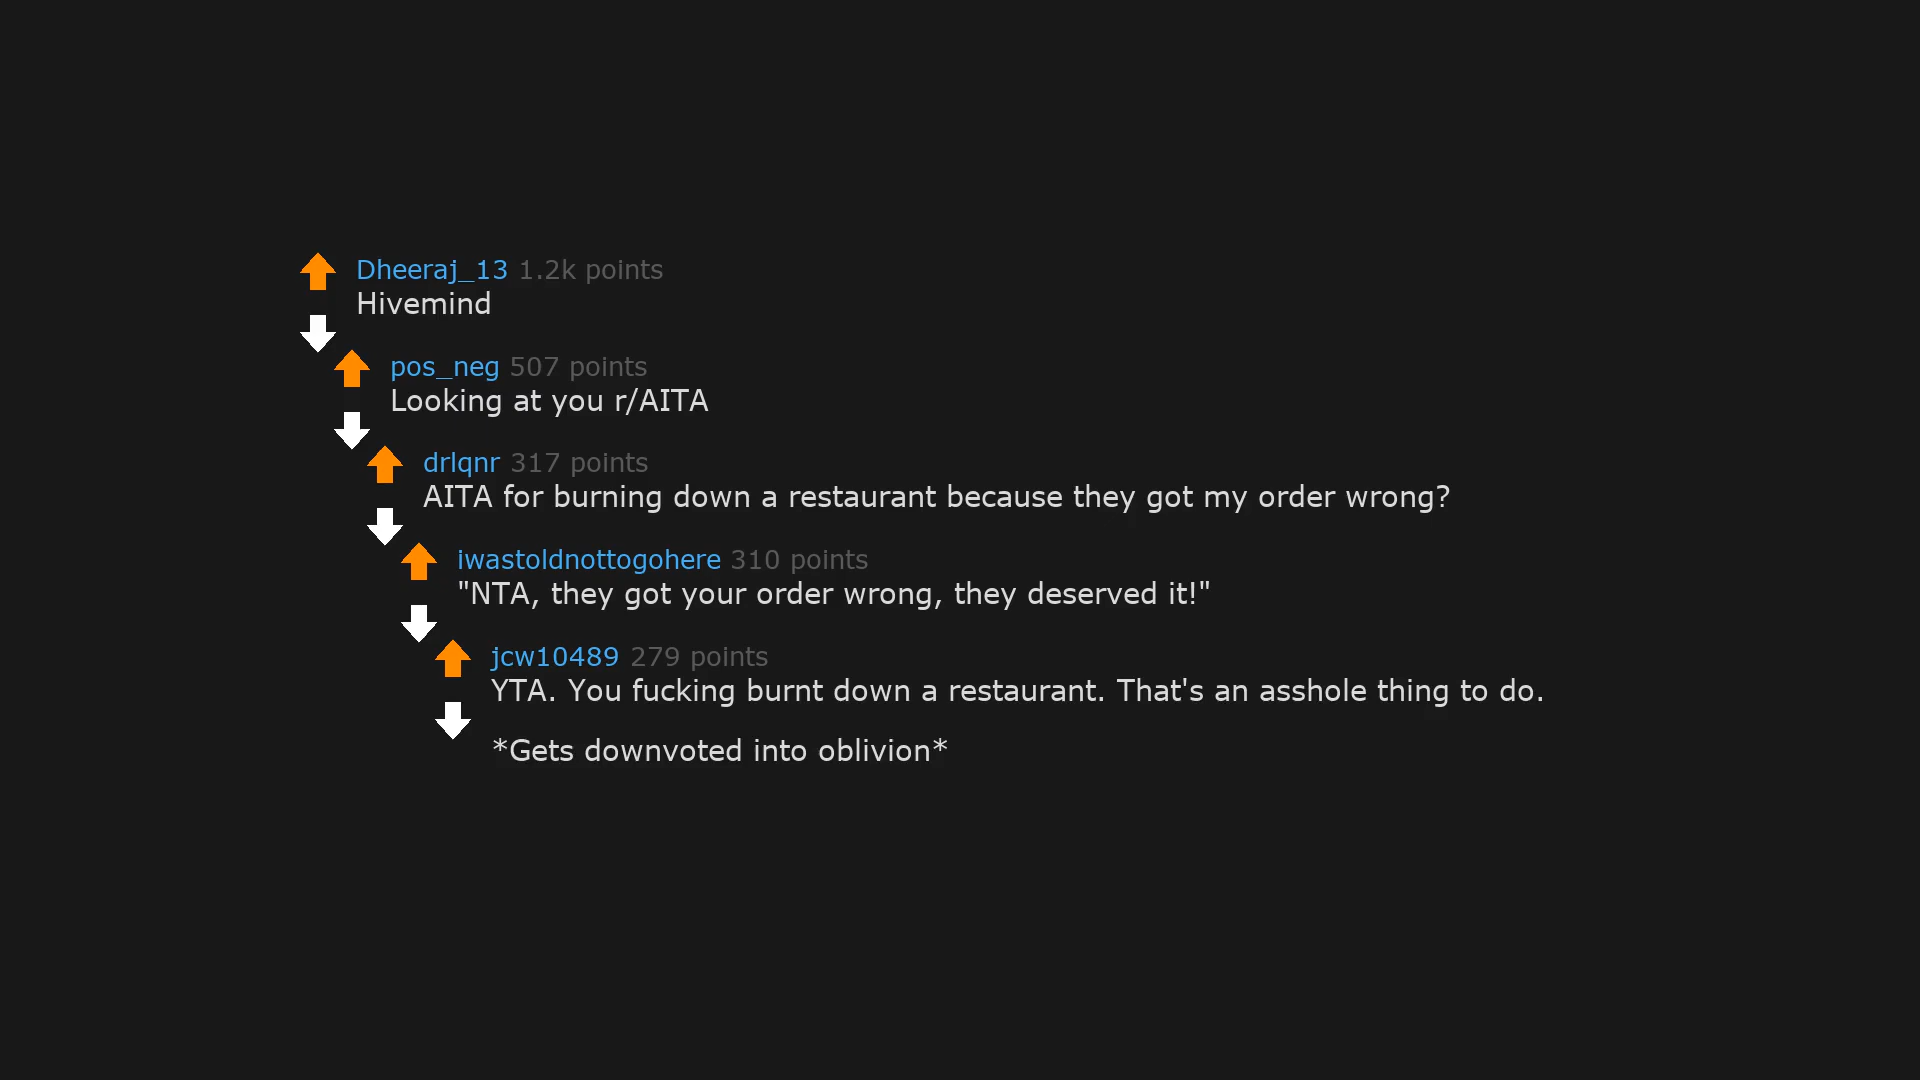 Dheeraj_13 1.2k points
Hivemind
pos_neg 507 points
Looking at you r/AITA
drlqnr 317 points
AITA for burning down a restaurant because they got my order wrong?
iwastoldnottogohere 310 points
"NTA, they got your order wrong, they deserved it!"
jcw10489 279 points
YTA. You fucking burnt down a restaurant. That's an asshole thing to do.
*Gets downvoted into oblivion*